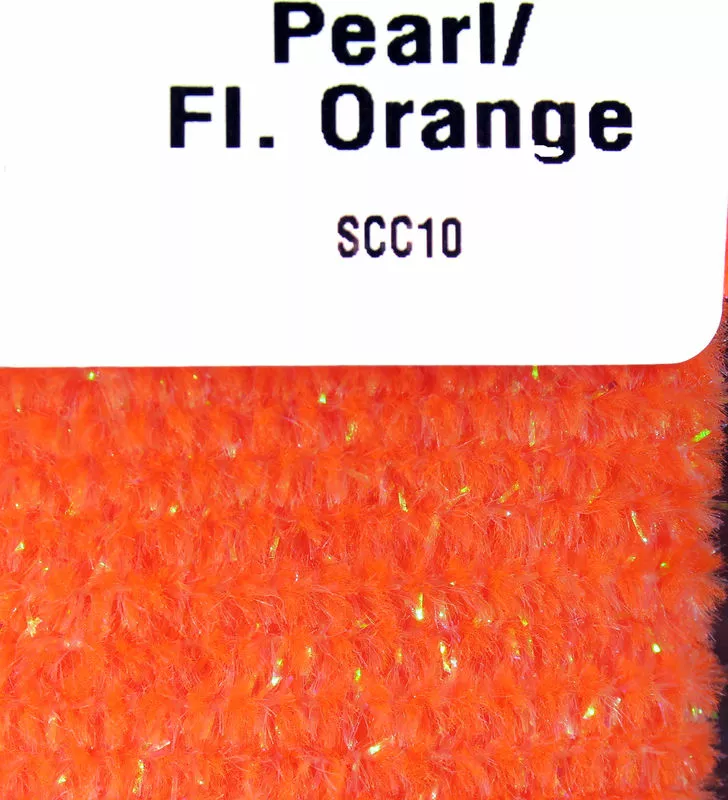 Pearl/
Fl. Orange
SCC10